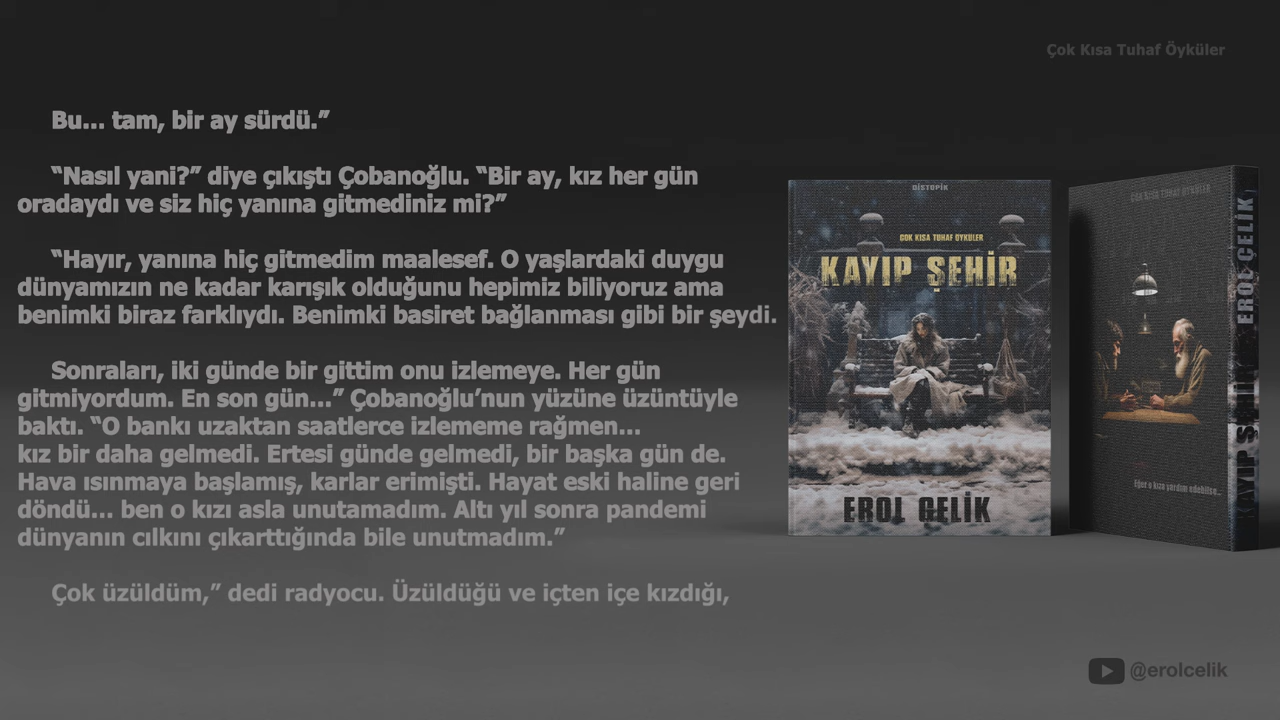 Çok Kısa Tuhaf Öyküler
Bu... tam, bir ay sürdü.”
“Nasıl yani?” diye çıkıştı Çobanoğlu. “Bir ay, kız her gün
oradaydı ve siz hiç yanına gitmediniz mi?”
“Hayır, yanına hiç gitmedim maalesef. O yaşlardaki duygu
dünyamızın ne kadar karışık olduğunu hepimiz biliyoruz ama
benimki biraz farklıydı. Benimki basiret bağlanması gibi bir şeydi.
Sonraları, iki günde bir gittim onu izlemeye. Her gün
gitmiyordum. En son gün...” Çobanoğlu’nun yüzüne üzüntüyle
baktı. “O bankı uzaktan saatlerce izlememe rağmen...
kız bir daha gelmedi. Ertesi günde gelmedi, bir başka gün de.
Hava ısınmaya başlamış, karlar erimişti. Hayat eski haline geri
döndü... ben o kızı asla unutamadım. Altı yıl sonra pandemi
dünyanın cılkını çıkarttığında bile unutmadım.”
Çok üzüldüm,” dedi radyocu. Üzüldüğü ve içten içe kızdığı,
DİSTOPİK
ÇOK KISA TUHAF ÖYKÜLER
KAYIP ŞEHİR
EROL ÇELİK
ÇOK KISA TUHAF ÖYKÜLER
Eğer o kıza yardım edebilse...
EROL ÇELİK
KAYIP ŞEHİR
@erolcelik